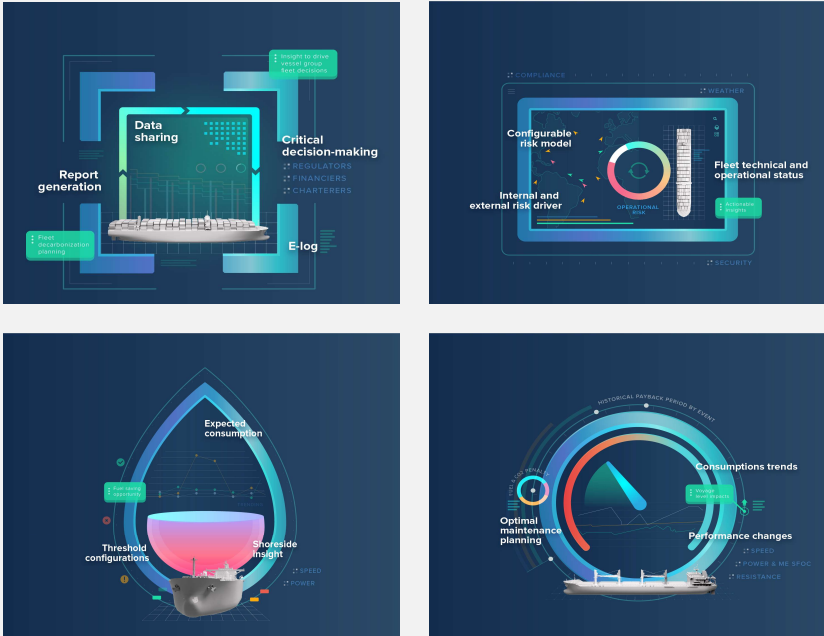 Insight to drive
vessel group
fleet decisions
Data
sharing
Critical
decision-making
REGULATORS
FINANCIERS
CHARTERERS
Report
generation
Fleet
decarbonization
planning
E-log
COMPLIANCE
WEATHER
Configurable
risk model
Fleet technical and
operational status
Internal and
external risk driver
OPERATIONAL
RISK
Actionable
insights
SECURITY
Expected
consumption
Fuel saving
opportunity
Threshold
configurations
Shoreside
insight
SPEED
POWER
HISTORICAL PAYBACK PERIOD BY EVENT
FUEL & CO2 PENALTY
Consumptions trends
Voyage
level impacts
Optimal
maintenance
planning
Performance changes
SPEED
POWER & ME SFOC
RESISTANCE